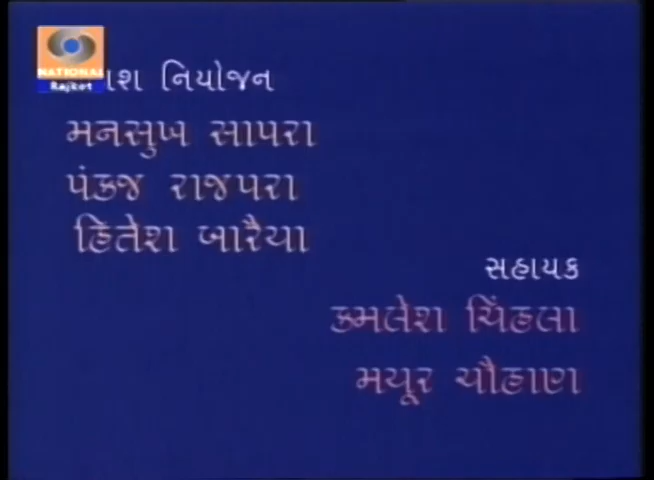 NATIONAL
Rajkot
નિયોજન
મનસુખ સાપરા
પંકજ રાજપરા
હિતેશ બારૈયા
સહાયક
કમલેશ ચિંહલા
મયૂર ચૌહાણ